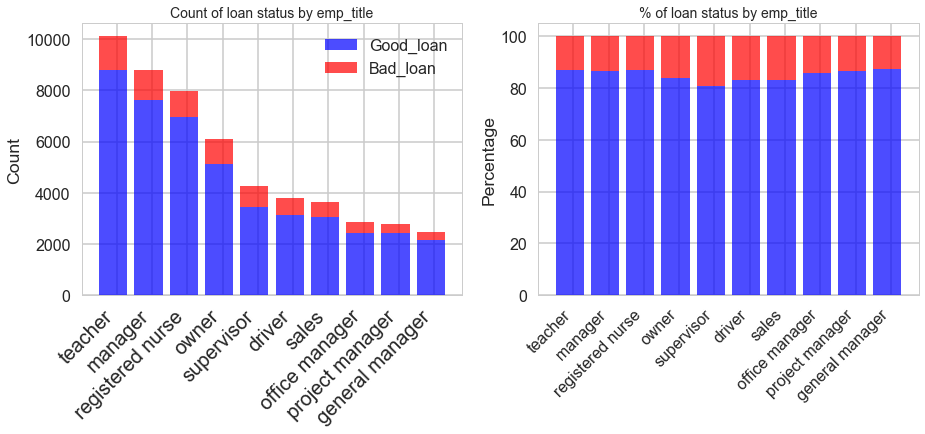 Count of loan status by emp_title
Count
10000
8000
6000
4000
2000
0
Good_loan
Bad_loan
teacher
manager
registered nurse
owner
supervisor
driver
sales
office manager
project manager
general manager
% of loan status by emp_title
Percentage
100
80
60
40
20
0
teacher
manager
registered nurse
owner
supervisor
driver
sales
office manager
project manager
general manager